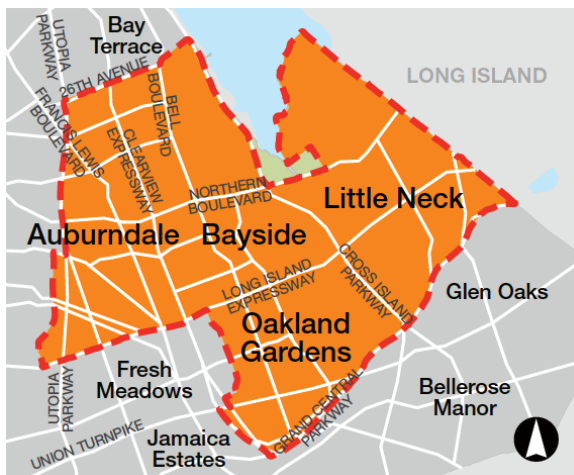 Bay
Terrace
UTOPIA
PARKWAY
26TH AVENUE
LONG ISLAND
FRANCIS LEWIS
BOULEVARD
CLEARVIEW
EXPRESSWAY
BELL
BOULEVARD
NORTHERN
BOULEVARD
Little Neck
Auburndale
Bayside
LONG ISLAND
EXPRESSWAY
CROSS ISLAND
PARKWAY
Glen Oaks
Oakland
Gardens
Fresh
Meadows
UTOPIA
PARKWAY
GRAND CENTRAL
PARKWAY
Bellerose
Manor
UNION TURNPIKE
Jamaica
Estates